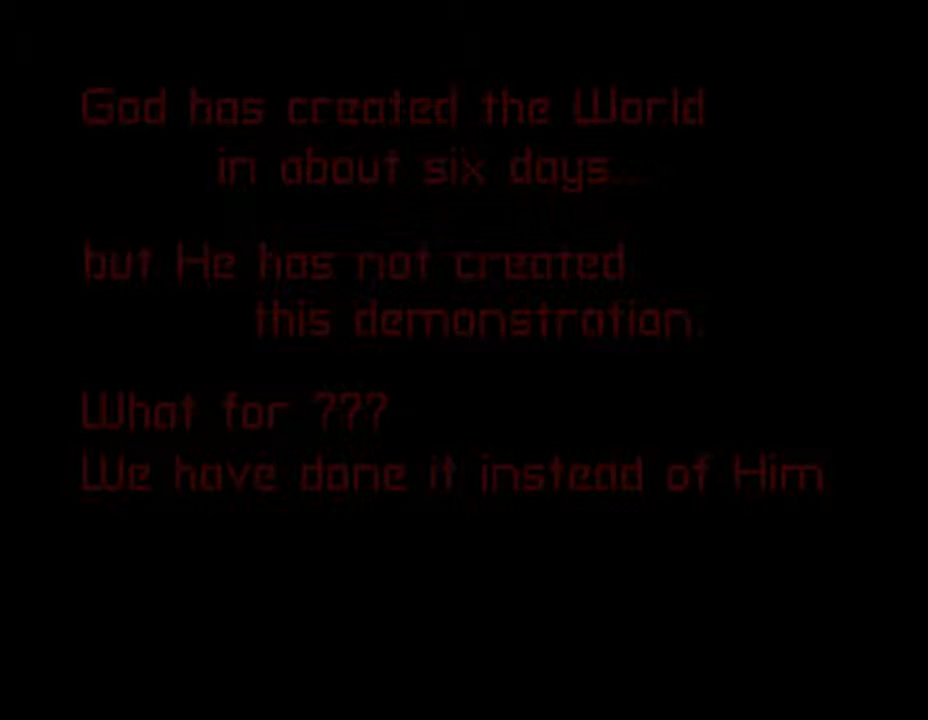 God has created the World
in about six days...
but He has not created
this demonstration.
What for ???
We have done it instead of Him